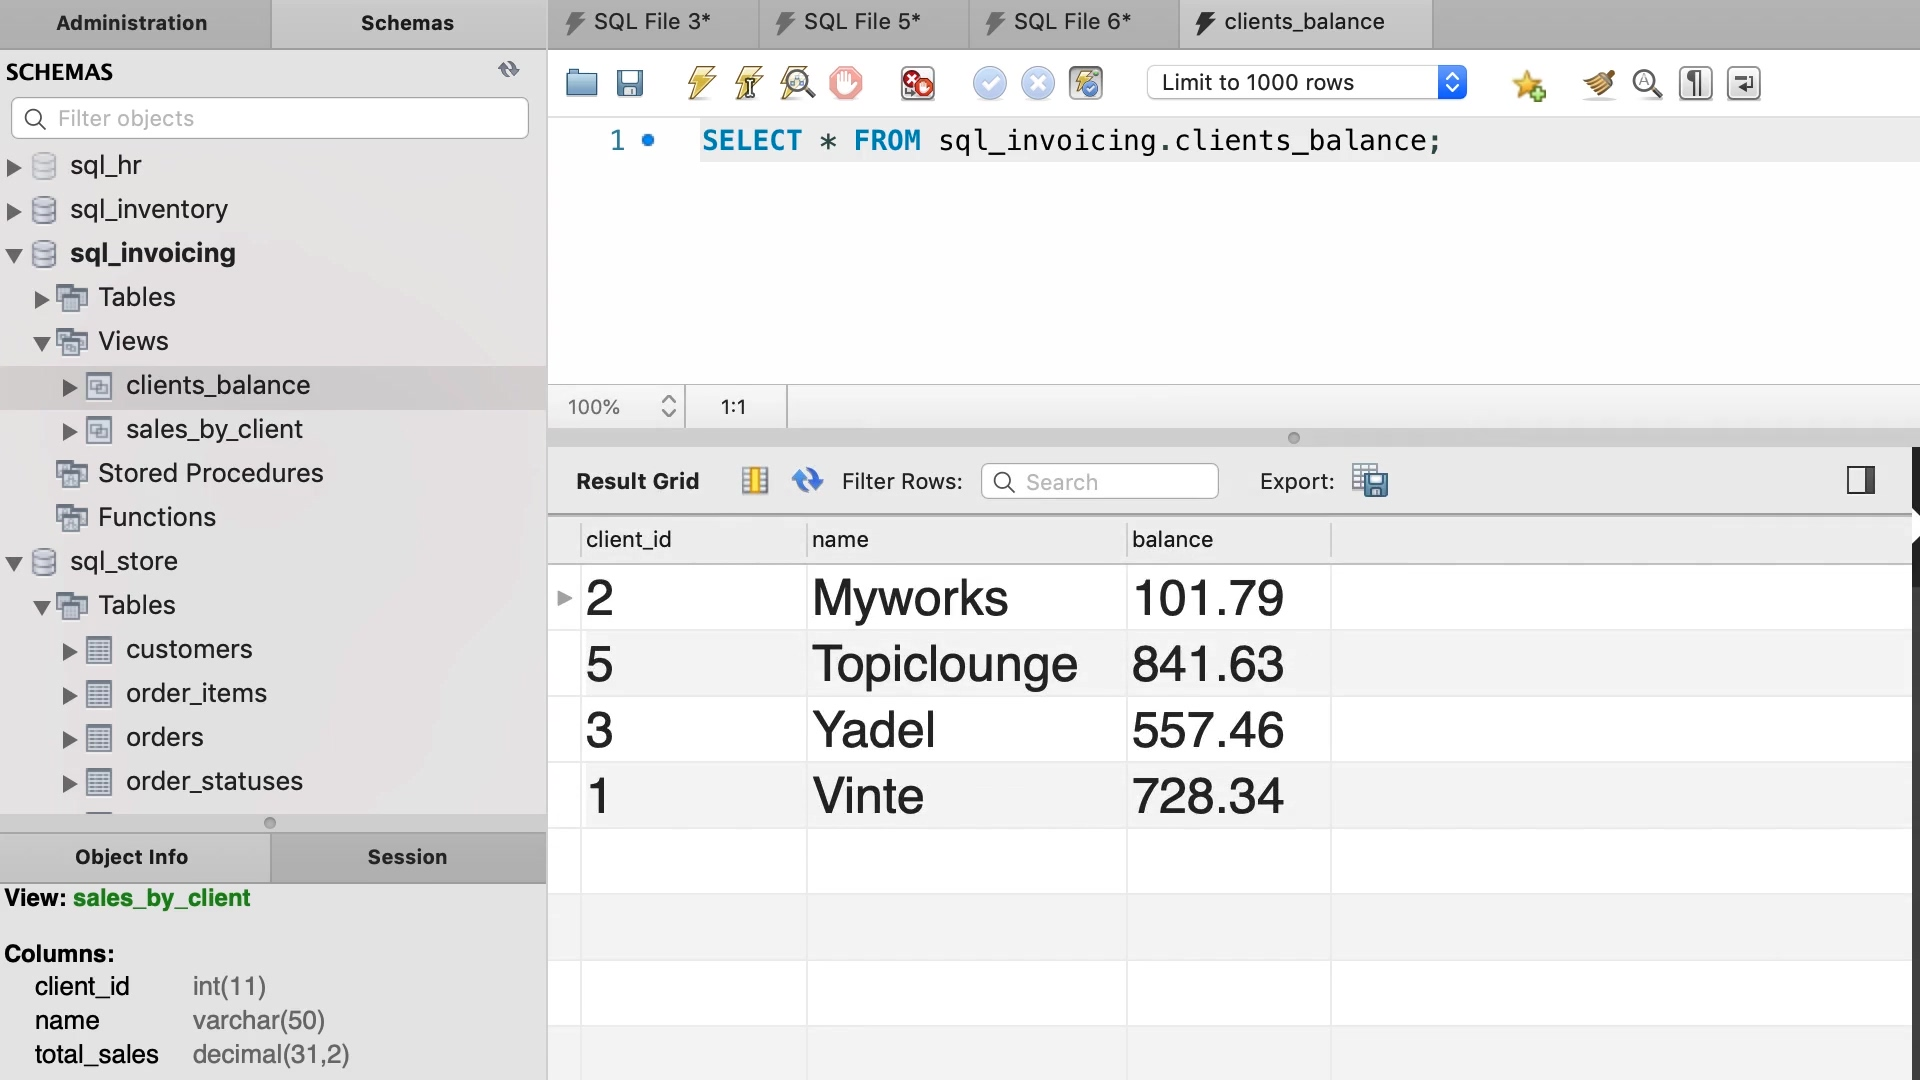 Administration
Schemas
SQL File 3*
SQL File 5*
SQL File 6*
clients_balance
SCHEMAS
Filter objects
sql_hr
sql_inventory
sql_invoicing
Tables
Views
clients_balance
sales_by_client
Stored Procedures
Functions
sql_store
Tables
customers
order_items
orders
order_statuses
Object Info
Session
View: sales_by_client
Columns:
client_id int(11)
name varchar(50)
total_sales decimal(31,2)
Limit to 1000 rows
1 SELECT * FROM sql_invoicing.clients_balance;
100% 1:1
Result Grid Filter Rows: Search Export:
client_id name balance
2 Myworks 101.79
5 Topiclounge 841.63
3 Yadel 557.46
1 Vinte 728.34